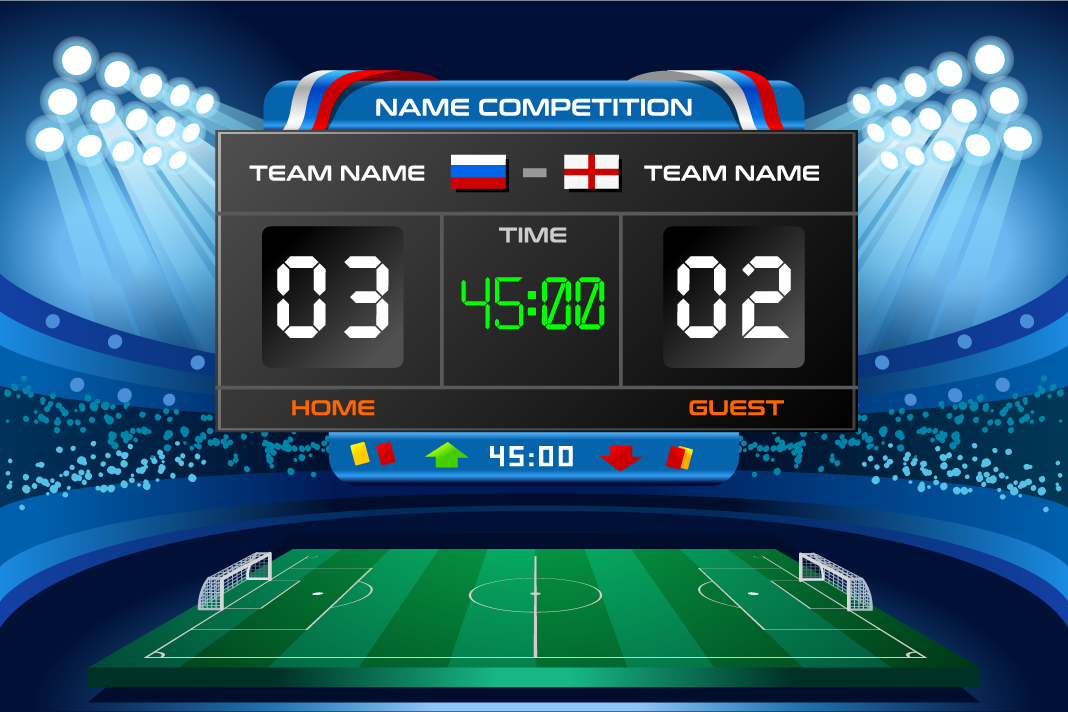 NAME COMPETITION
TEAM NAME - TEAM NAME
TIME
03 45:00 02
HOME GUEST
45:00